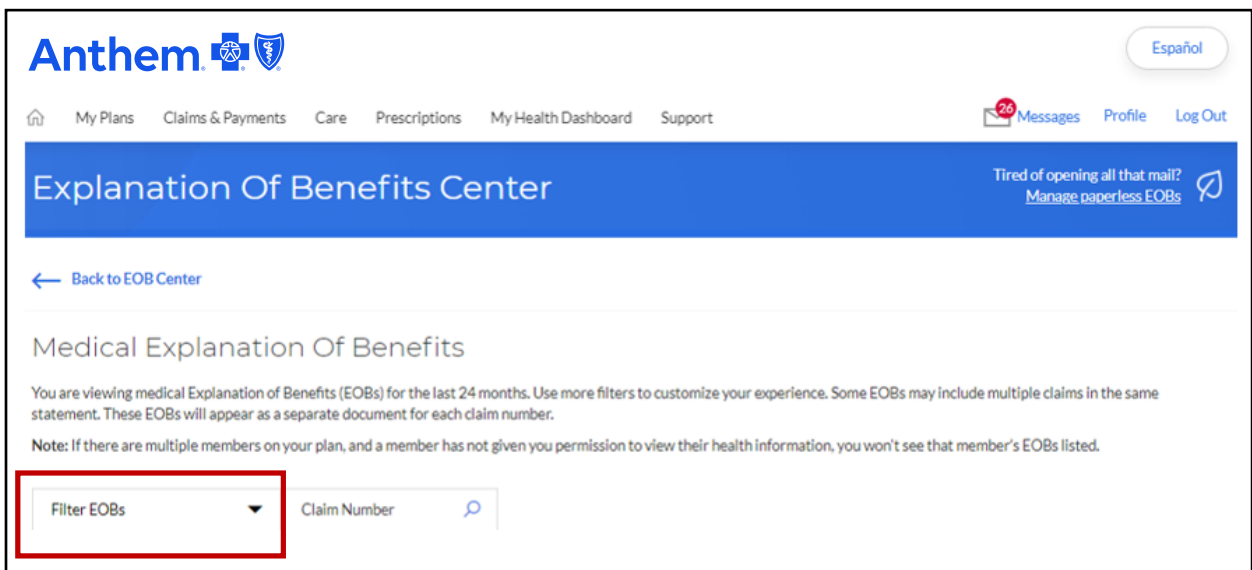 Anthem
Español
My Plans Claims & Payments Care Prescriptions My Health Dashboard Support 26 Messages Profile Log Out
Explanation Of Benefits Center
Tired of opening all that mail?
Manage paperless EOBs
Back to EOB Center
Medical Explanation Of Benefits
You are viewing medical Explanation of Benefits (EOBs) for the last 24 months. Use more filters to customize your experience. Some EOBs may include multiple claims in the same
statement. These EOBs will appear as a separate document for each claim number.
Note: If there are multiple members on your plan, and a member has not given you permission to view their health information, you won't see that member's EOBs listed.
Filter EOBs Claim Number